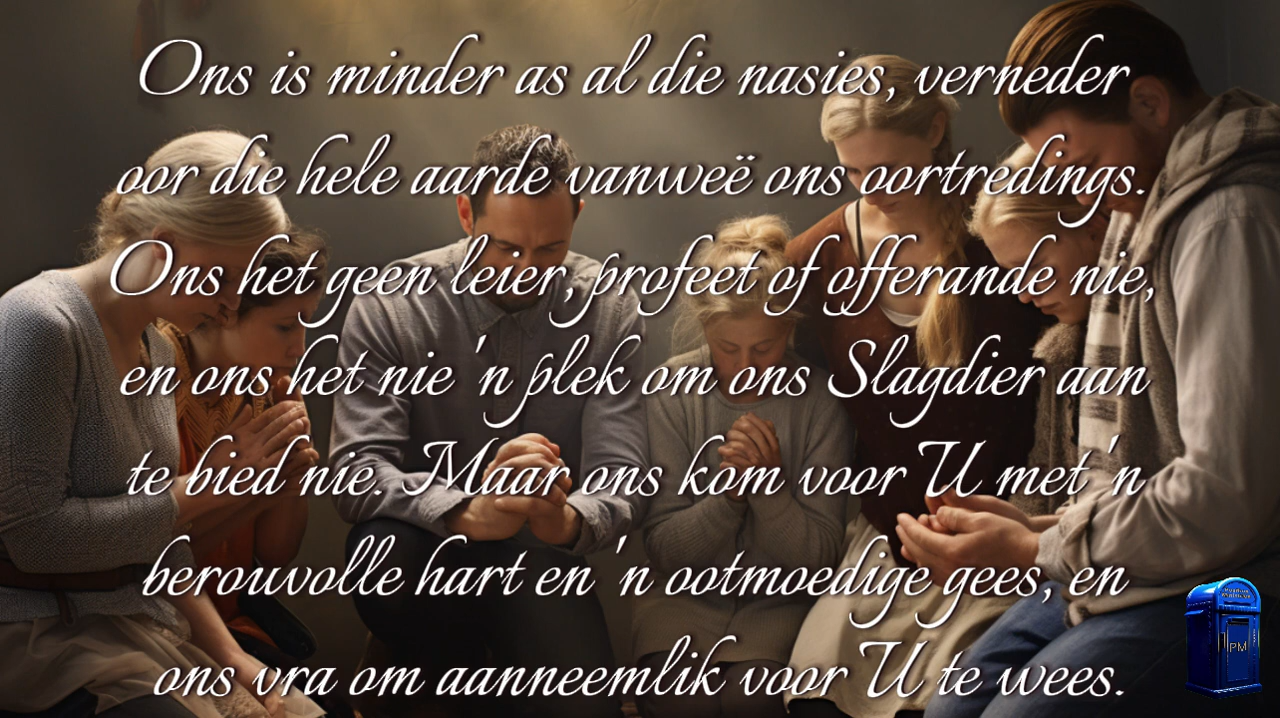 Ons is minder as al die nasies, verneder
oor die hele aarde vanweë ons oortredings.
Ons het geen leier, profeet of offerande nie,
en ons het nie 'n plek om ons Slagdier aan
te bied nie. Maar ons kom voor U met 'n
berouvolle hart en 'n ootmoedige gees, en
ons vra om aanneemlik voor U te wees.
PM